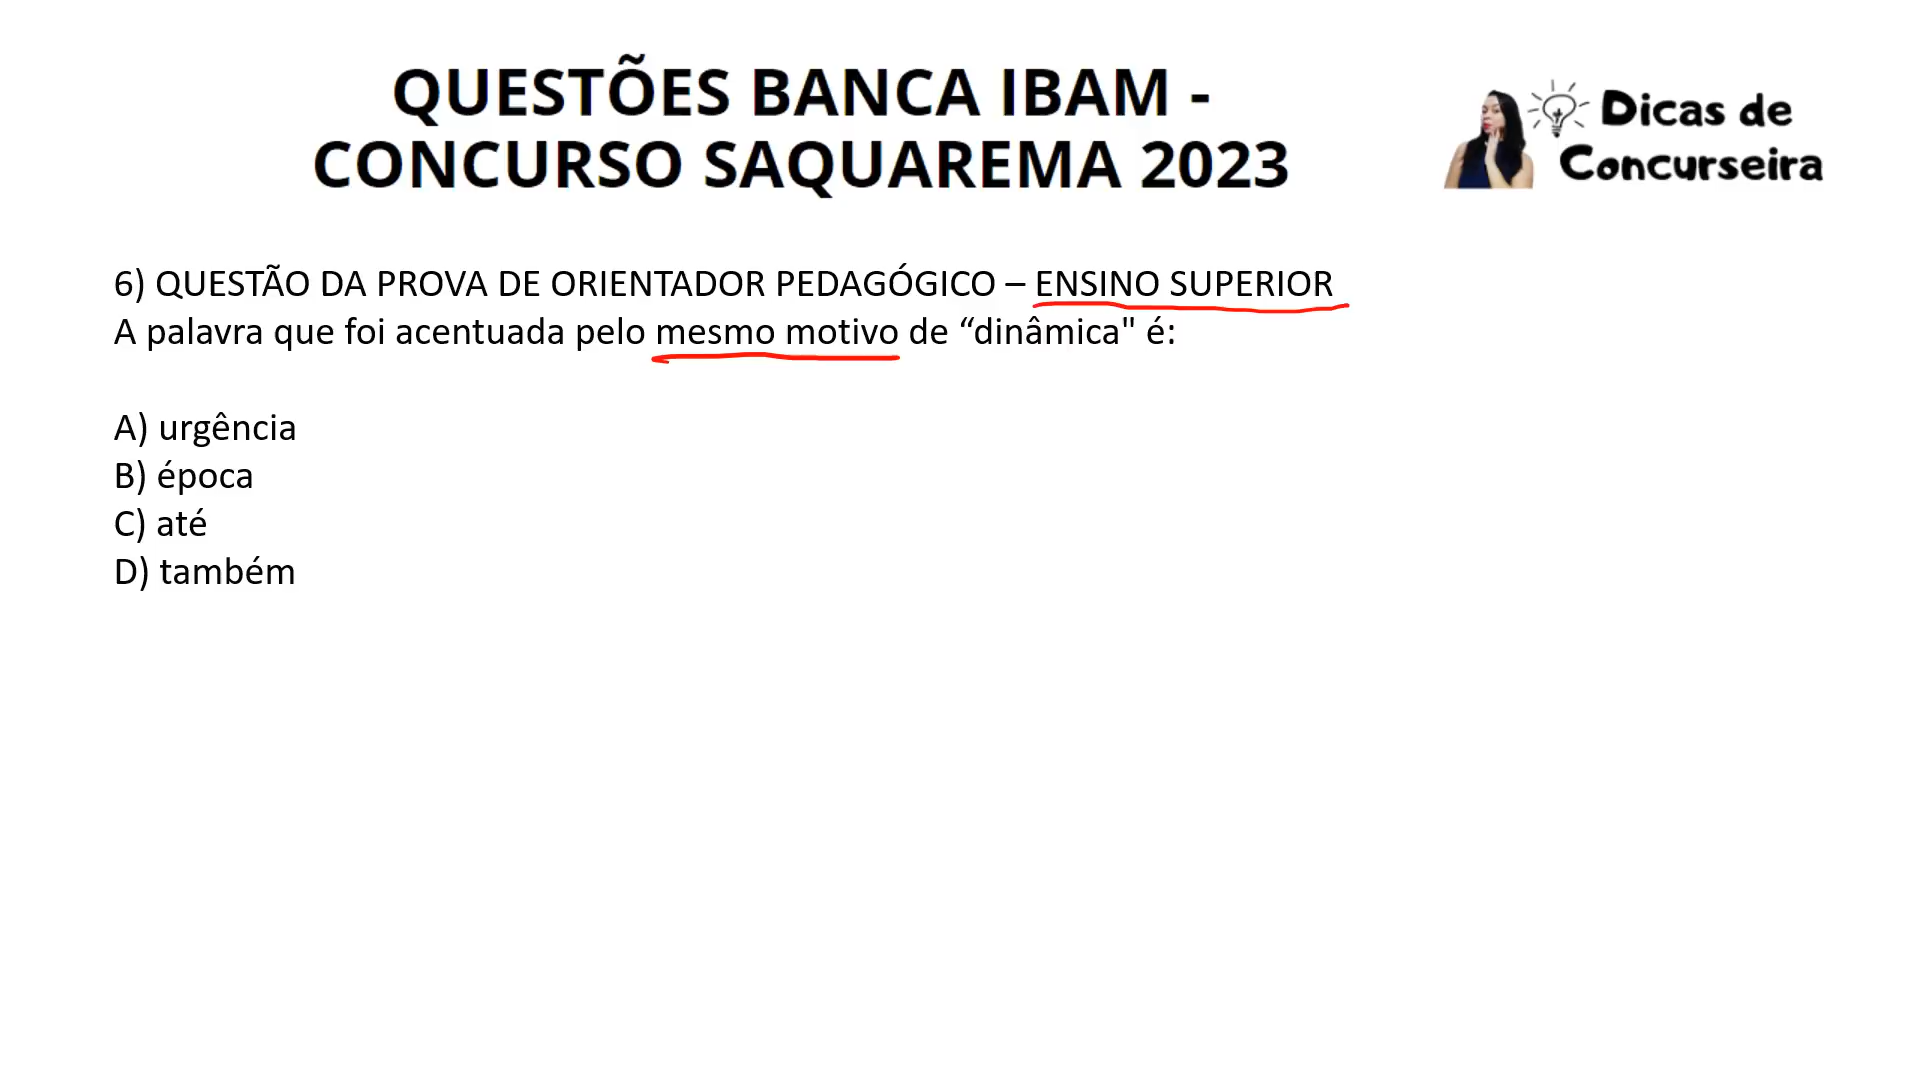 QUESTÕES BANCA IBAM -
CONCURSO SAQUAREMA 2023
Dicas de
Concurseira
6) QUESTÃO DA PROVA DE ORIENTADOR PEDAGÓGICO – ENSINO SUPERIOR
A palavra que foi acentuada pelo mesmo motivo de “dinâmica" é:
A) urgência
B) época
C) até
D) também